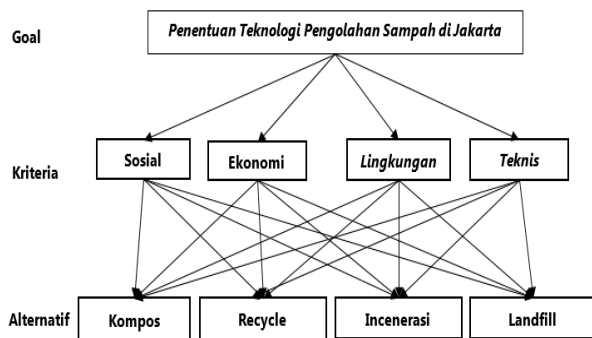 Goal
Penentuan Teknologi Pengolahan Sampah di Jakarta
Kriteria
Sosial
Ekonomi
Lingkungan
Teknis
Alternatif
Kompos
Recycle
Incenerasi
Landfill